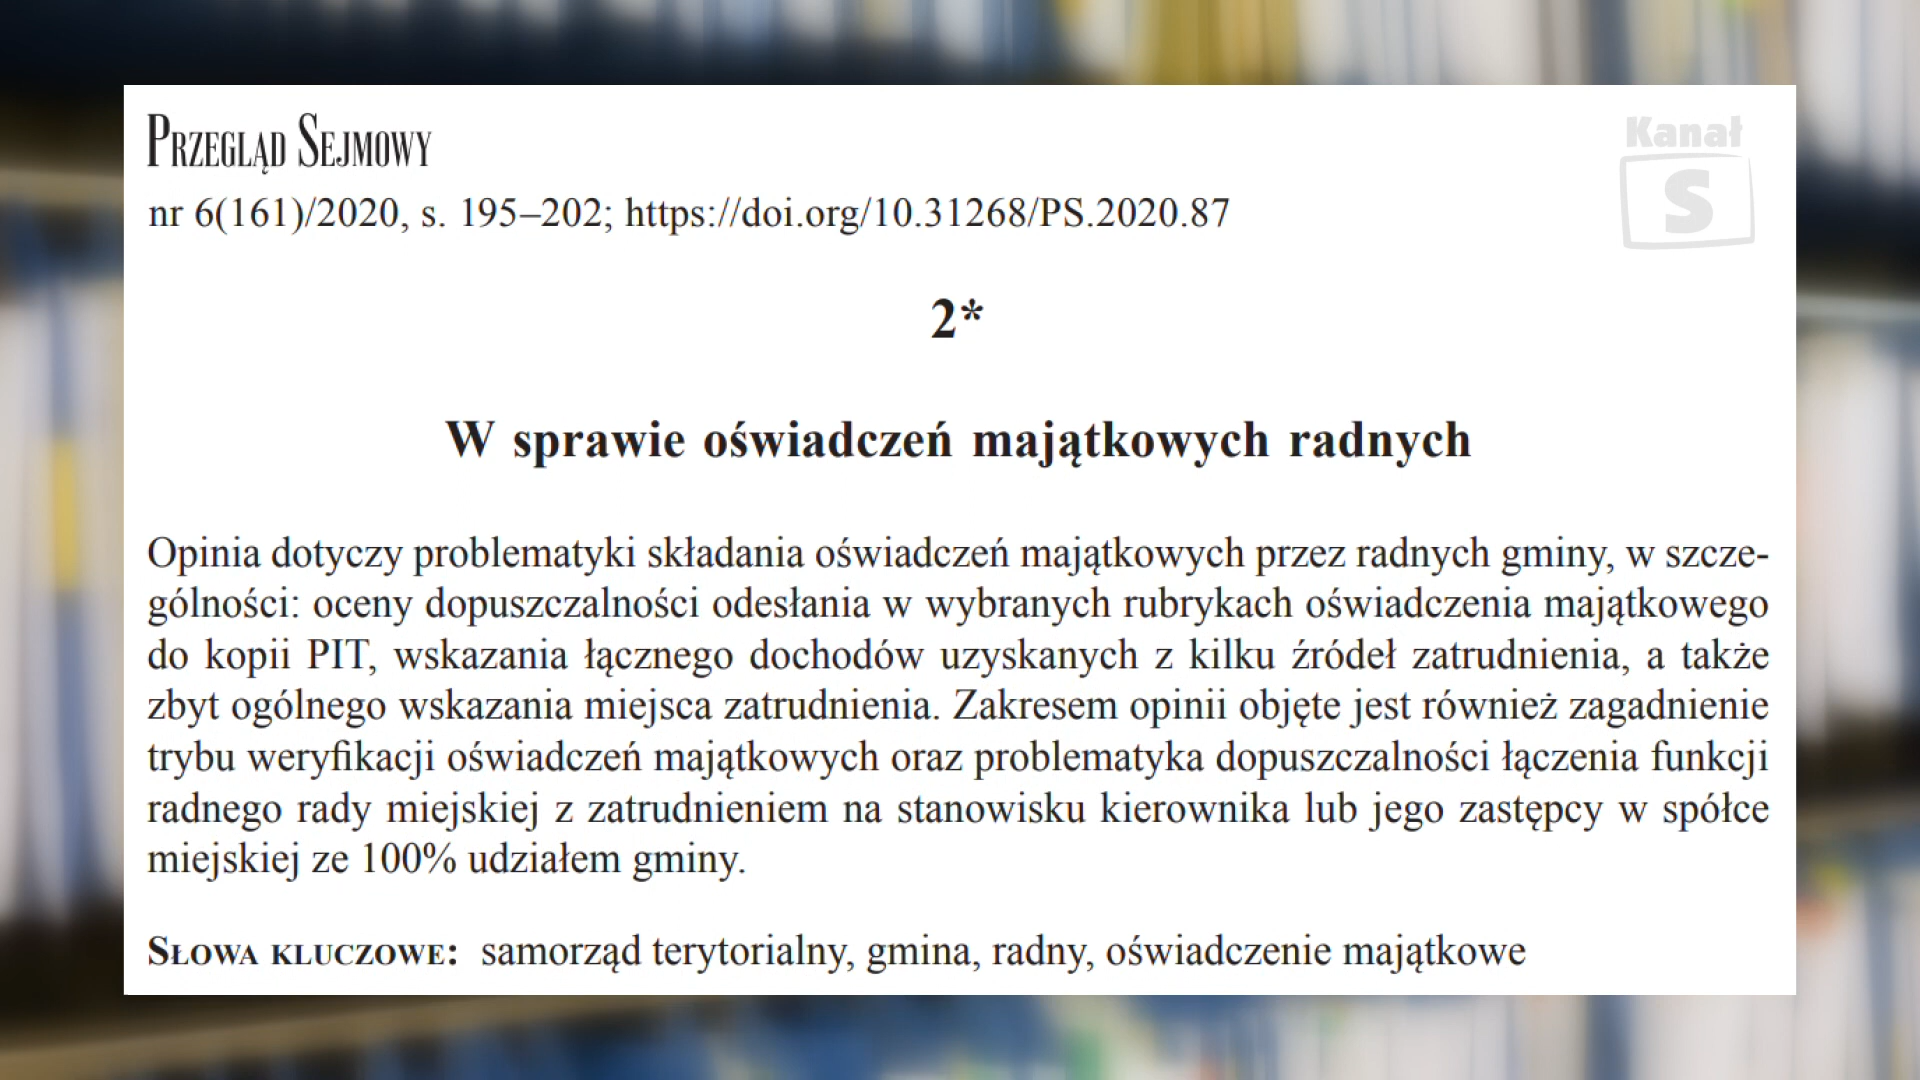 Przegląd Sejmowy
Kanał
S
nr 6(161)/2020, s. 195–202; https://doi.org/10.31268/PS.2020.87
2*
W sprawie oświadczeń majątkowych radnych
Opinia dotyczy problematyki składania oświadczeń majątkowych przez radnych gminy, w szcze-
gólności: oceny dopuszczalności odesłania w wybranych rubrykach oświadczenia majątkowego
do kopii PIT, wskazania łącznego dochodów uzyskanych z kilku źródeł zatrudnienia, a także
zbyt ogólnego wskazania miejsca zatrudnienia. Zakresem opinii objęte jest również zagadnienie
trybu weryfikacji oświadczeń majątkowych oraz problematyka dopuszczalności łączenia funkcji
radnego rady miejskiej z zatrudnieniem na stanowisku kierownika lub jego zastępcy w spółce
miejskiej ze 100% udziałem gminy.
Słowa kluczowe: samorząd terytorialny, gmina, radny, oświadczenie majątkowe